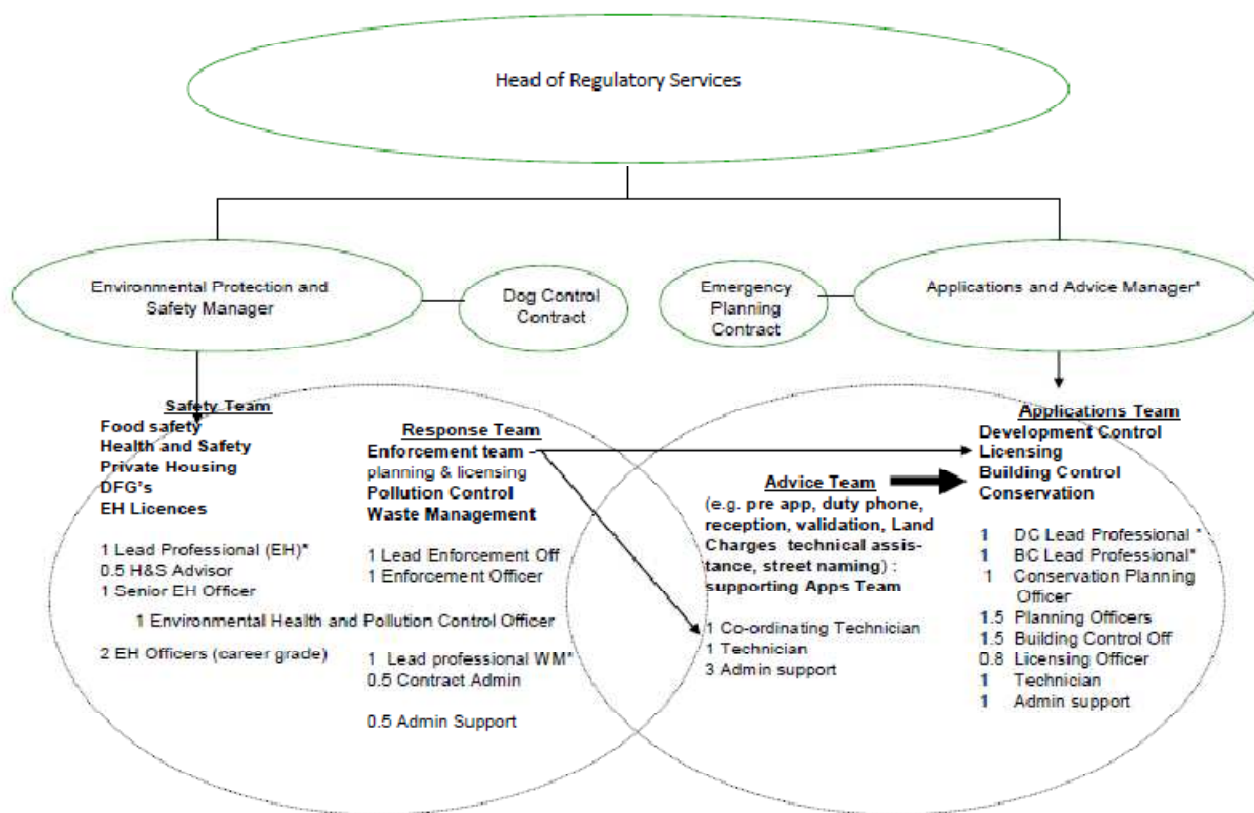 Head of Regulatory Services
Environmental Protection and
Safety Manager
Dog Control
Contract
Emergency
Planning
Contract
Applications and Advice Manager*
Safety Team
Food safety
Health and Safety
Private Housing
DFG's
EH Licences
1 Lead Professional (EH)*
0.5 H&S Advisor
1 Senior EH Officer
1 Environmental Health and Pollution Control Officer
2 EH Officers (career grade)
Response Team
Enforcement team –
planning & licensing
Pollution Control
Waste Management
1 Lead Enforcement Off
1 Enforcement Officer
1 Lead professional WM*
0.5 Contract Admin
0.5 Admin Support
Advice Team
(e.g. pre app, duty phone,
reception, validation, Land
Charges technical assis-
tance, street naming) :
supporting Apps Team
1 Co-ordinating Technician
1 Technician
3 Admin support
Applications Team
Development Control
Licensing
Building Control
Conservation
1 DC Lead Professional *
1 BC Lead Professional*
1 Conservation Planning
Officer
1.5 Planning Officers
1.5 Building Control Off
0.8 Licensing Officer
1 Technician
1 Admin support